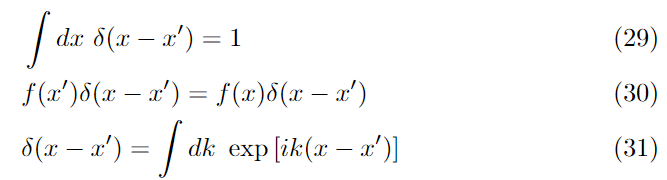 ∫ dx δ(x − x′) = 1 (29)
f(x′)δ(x − x′) = f(x)δ(x − x′) (30)
δ(x − x′) = ∫ dk exp [ik(x − x′)] (31)